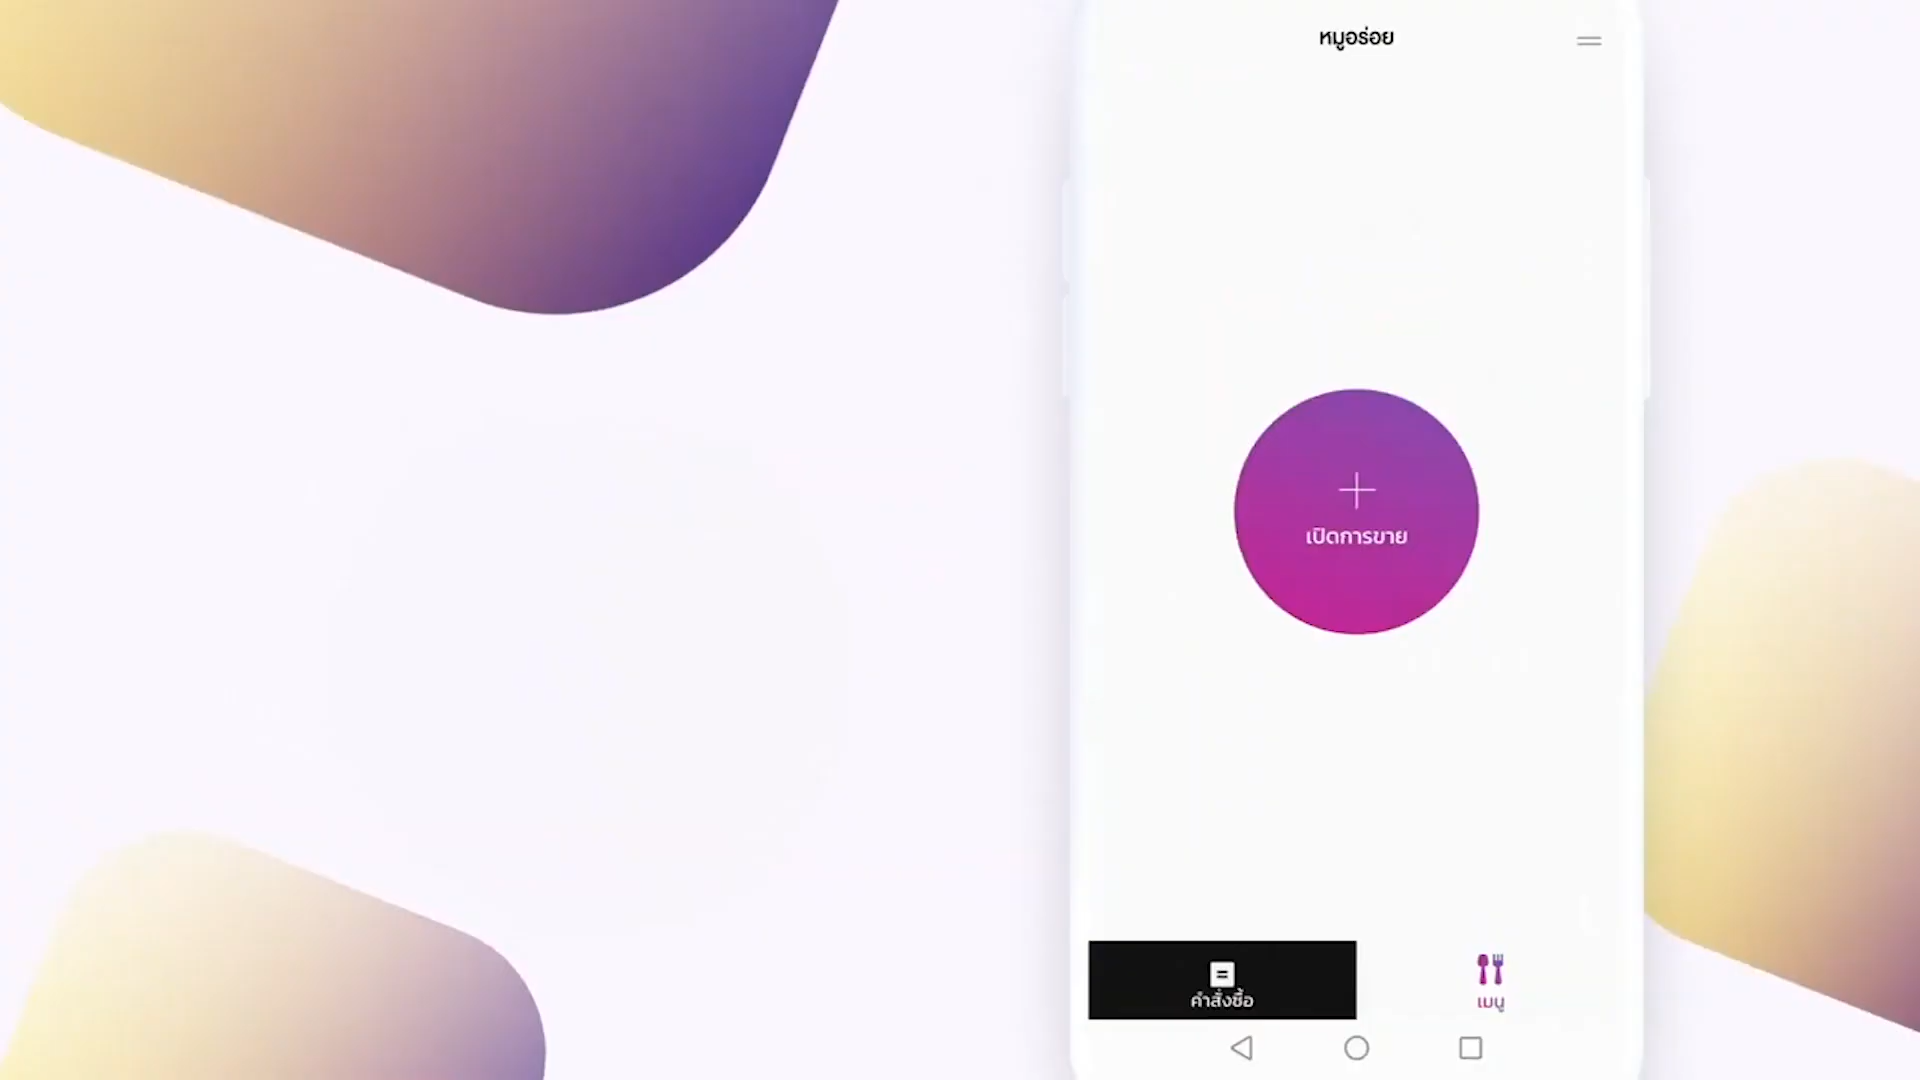 หมูอร่อย
เปิดการขาย
คำสั่งซื้อ
เมนู